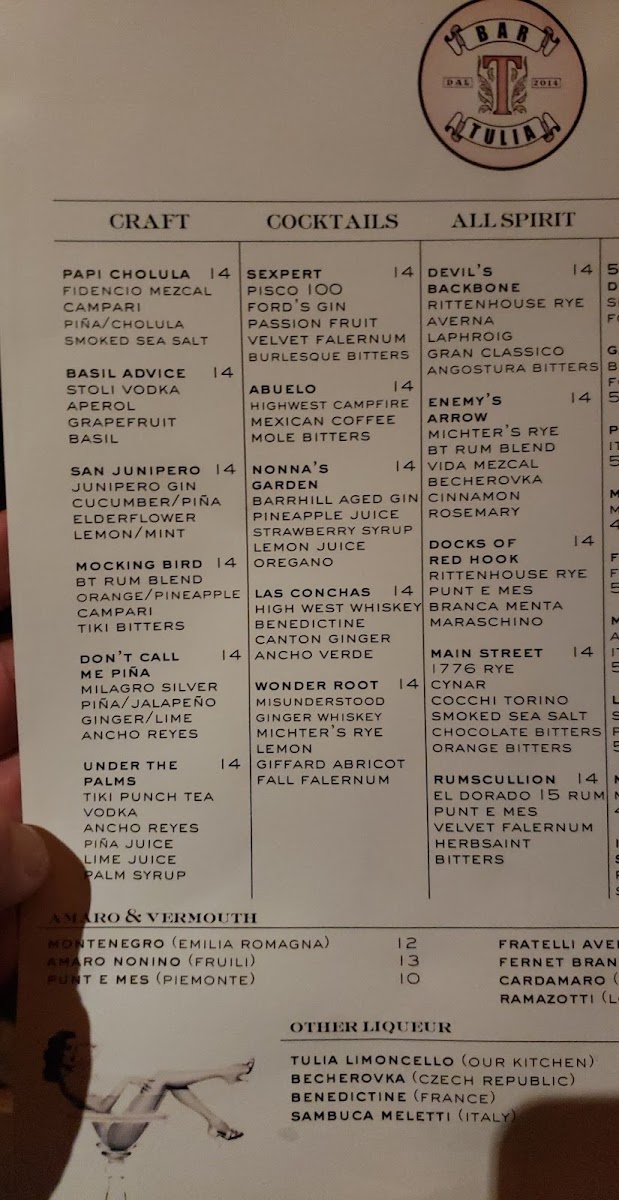 BAR
DAL 2014
T
TULIA
CRAFT COCKTAILS ALL SPIRIT
PAPI CHOLULA 14
FIDENCIO MEZCAL
CAMPARI
PIÑA/CHOLULA
SMOKED SEA SALT
BASIL ADVICE 14
STOLI VODKA
APEROL
GRAPEFRUIT
BASIL
SAN JUNIPERO 14
JUNIPERO GIN
CUCUMBER/PIÑA
ELDERFLOWER
LEMON/MINT
MOCKING BIRD 14
BT RUM BLEND
ORANGE/PINEAPPLE
CAMPARI
TIKI BITTERS
DON'T CALL 14
ME PIÑA
MILAGRO SILVER
PIÑA/JALAPEÑO
GINGER/LIME
ANCHO REYES
UNDER THE 14
PALMS
TIKI PUNCH TEA
VODKA
ANCHO REYES
PIÑA JUICE
LIME JUICE
PALM SYRUP
SEXPERT 14
PISCO 100
FORD'S GIN
PASSION FRUIT
VELVET FALERNUM
BURLESQUE BITTERS
ABUELO 14
HIGHWEST CAMPFIRE
MEXICAN COFFEE
MOLE BITTERS
NONNA'S 14
GARDEN
BARRHILL AGED GIN
PINEAPPLE JUICE
STRAWBERRY SYRUP
LEMON JUICE
OREGANO
LAS CONCHAS 14
HIGH WEST WHISKEY
BENEDICTINE
CANTON GINGER
ANCHO VERDE
WONDER ROOT 14
MISUNDERSTOOD
GINGER WHISKEY
MICHTER'S RYE
LEMON
GIFFARD ABRICOT
FALL FALERNUM
DEVIL'S 14
BACKBONE
RITTENHOUSE RYE
AVERNA
LAPHROIG
GRAN CLASSICO
ANGOSTURA BITTERS
ENEMY'S 14
ARROW
MICHTER'S RYE
BT RUM BLEND
VIDA MEZCAL
BECHEROVKA
CINNAMON
ROSEMARY
DOCKS OF 14
RED HOOK
RITTENHOUSE RYE
PUNT E MES
BRANCA MENTA
MARASCHINO
MAIN STREET 14
1776 RYE
CYNAR
COCCHI TORINO
SMOKED SEA SALT
CHOCOLATE BITTERS
ORANGE BITTERS
RUMSCULLION 14
EL DORADO 15 RUM
PUNT E MES
VELVET FALERNUM
HERBSAINT
BITTERS
AMARO & VERMOUTH
MONTENEGRO (EMILIA ROMAGNA) 12
AMARO NONINO (FRUILI) 13
PUNT E MES (PIEMONTE) 10
FRATELLI AVE
FERNET BRAN
CARDAMARO (
RAMAZOTTI (L
OTHER LIQUEUR
TULIA LIMONCELLO (OUR KITCHEN)
BECHEROVKA (CZECH REPUBLIC)
BENEDICTINE (FRANCE)
SAMBUCA MELETTI (ITALY)